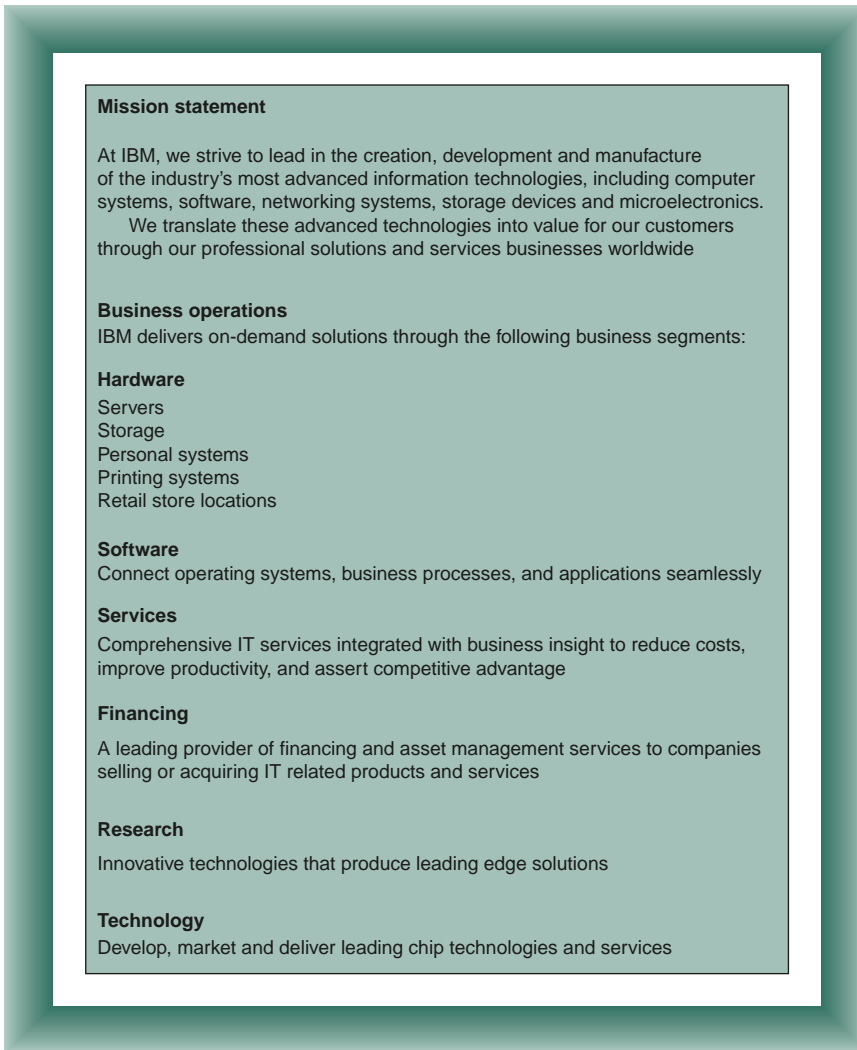 Mission statement
At IBM, we strive to lead in the creation, development and manufacture
of the industry's most advanced information technologies, including computer
systems, software, networking systems, storage devices and microelectronics.
We translate these advanced technologies into value for our customers
through our professional solutions and services businesses worldwide
Business operations
IBM delivers on-demand solutions through the following business segments:
Hardware
Servers
Storage
Personal systems
Printing systems
Retail store locations
Software
Connect operating systems, business processes, and applications seamlessly
Services
Comprehensive IT services integrated with business insight to reduce costs,
improve productivity, and assert competitive advantage
Financing
A leading provider of financing and asset management services to companies
selling or acquiring IT related products and services
Research
Innovative technologies that produce leading edge solutions
Technology
Develop, market and deliver leading chip technologies and services